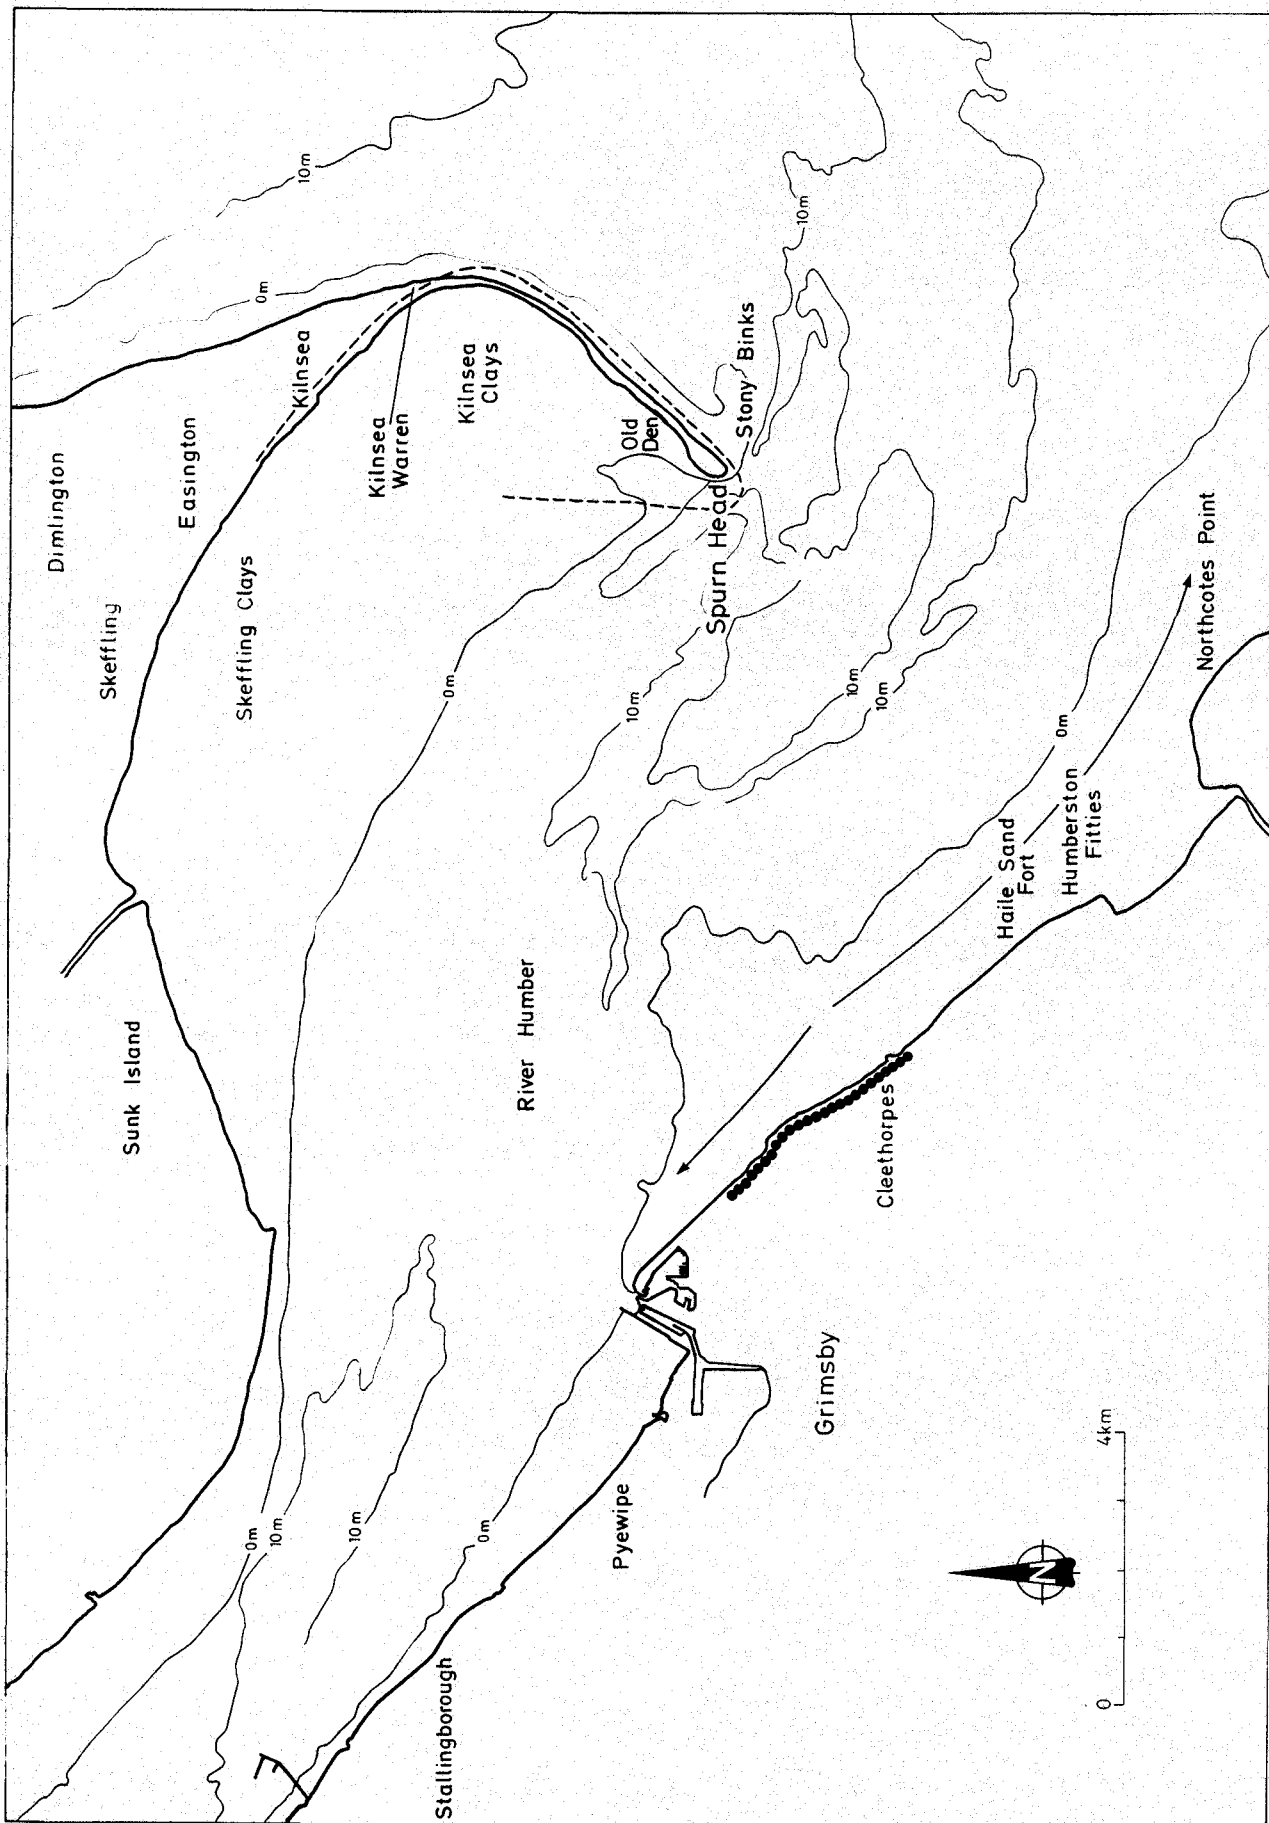 Dimlington
Skeffling
Easington
Kilnsea
Sunk Island
Skeffling Clays
Kilnsea
Warren
Kilnsea
Clays
Old
Den
Stony Binks
Spurn Head
River Humber
Stallingborough
Pyewipe
Grimsby
Cleethorpes
Haile Sand
Fort
Humberston
Fitties
Northcotes Point
10m
0m
10m
0m
10m
10m
10m
0m
0m
10m
10m
0m
N
0
4km